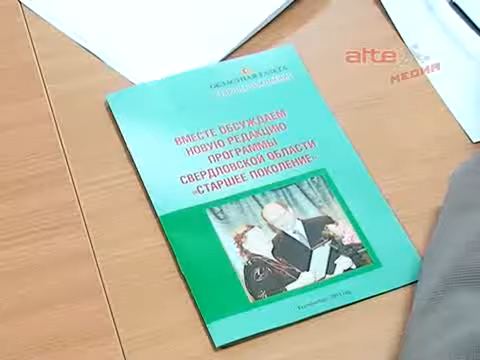 alte
МЕДИА
ОБЛАСТНАЯ ГАЗЕТА
ВМЕСТЕ ОБСУЖДАЕМ
НОВУЮ РЕДАКЦИЮ
ПРОГРАММЫ
СВЕРДЛОВСКОЙ ОБЛАСТИ
«СТАРШЕЕ ПОКОЛЕНИЕ»